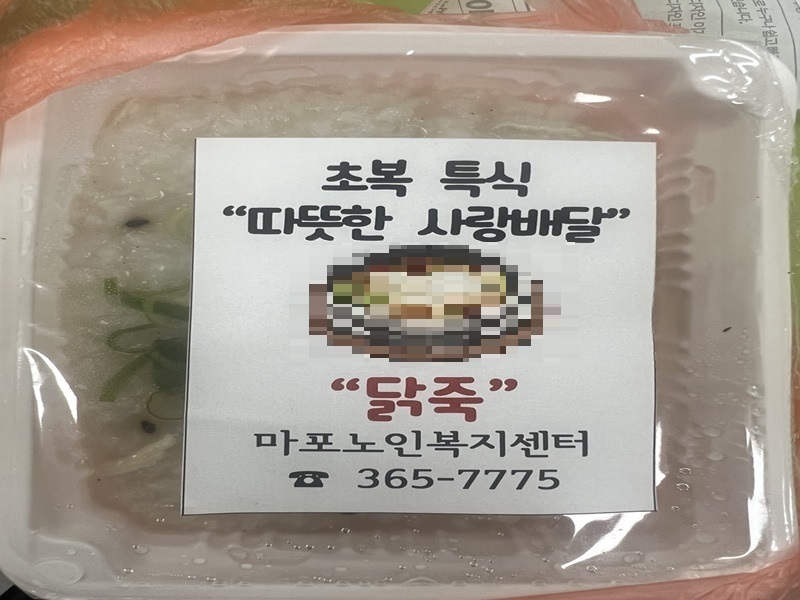 초복 특식
“따뜻한 사랑배달”
“닭죽”
마포노인복지센터
☎ 365-7775